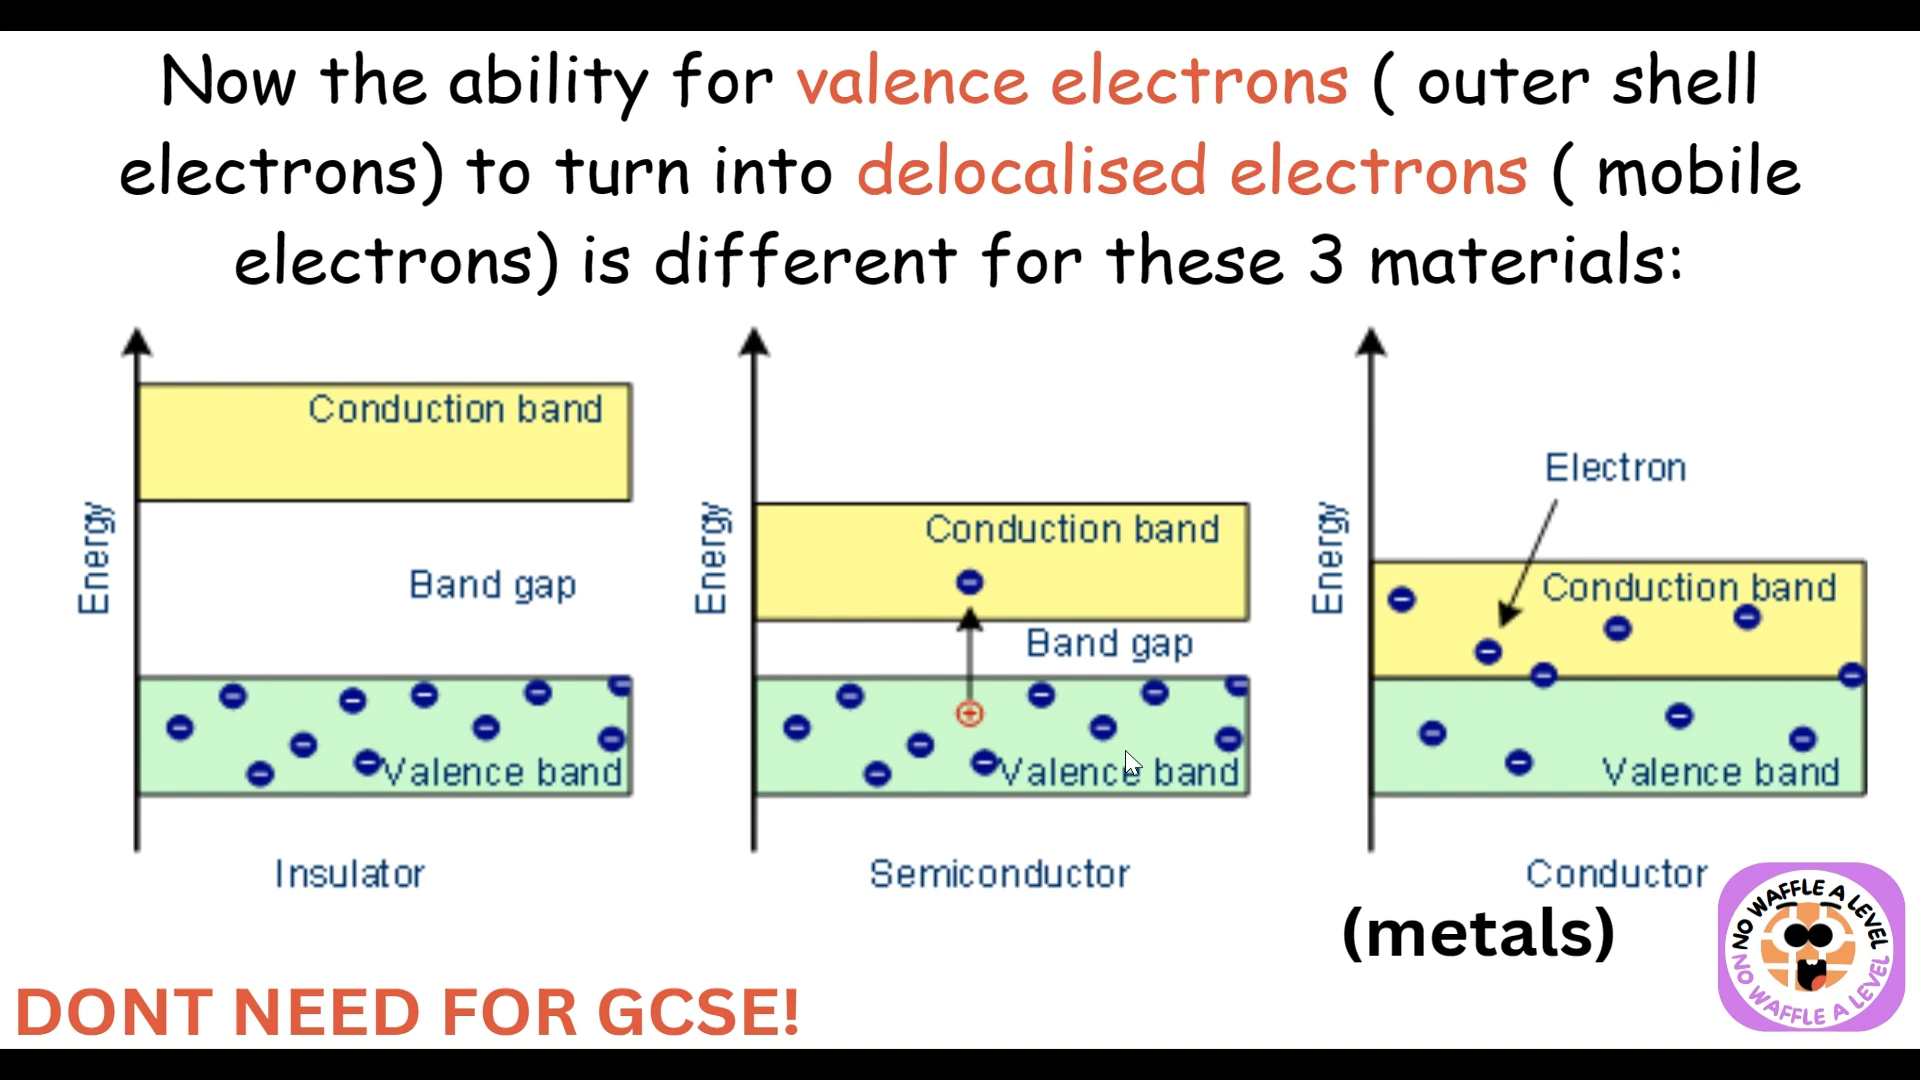 Now the ability for valence electrons ( outer shell
electrons) to turn into delocalised electrons ( mobile
electrons) is different for these 3 materials:
Energy
Conduction band
Band gap
Valence band
Insulator
Energy
Conduction band
Band gap
Valence band
Semiconductor
Energy
Electron
Conduction band
Valence band
Conductor
(metals)
DONT NEED FOR GCSE!
NO WAFFLE A LEVEL
NO WAFFLE A LEVEL